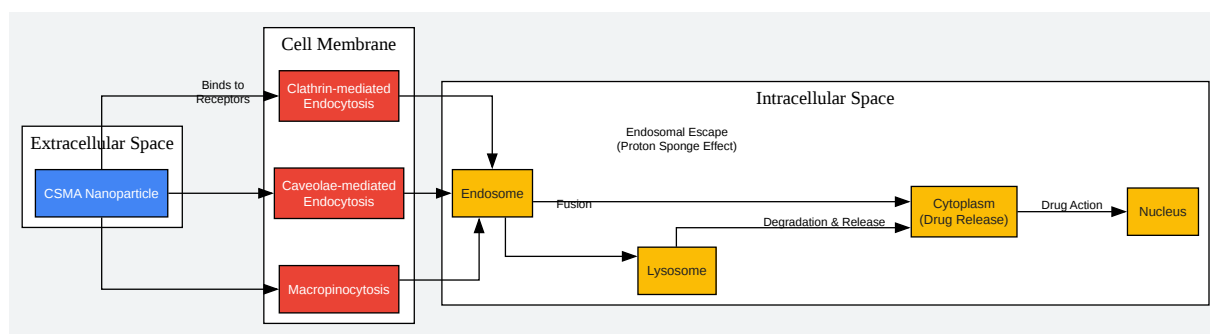 Cell Membrane
Binds to
Receptors
Clathrin-mediated
Endocytosis
Intracellular Space
Extracellular Space
Endosomal Escape
(Proton Sponge Effect)
CSMA Nanoparticle
Caveolae-mediated
Endocytosis
Endosome
Fusion
Cytoplasm
(Drug Release)
Drug Action
Nucleus
Degradation & Release
Lysosome
Macropinocytosis